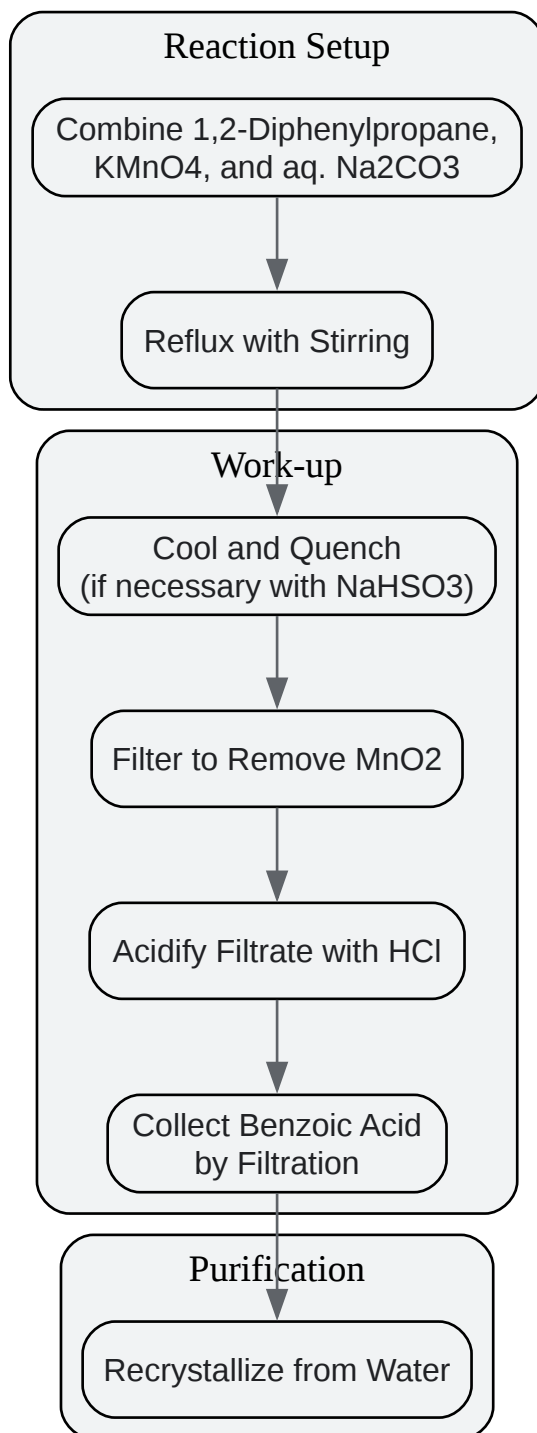 Reaction Setup
Combine 1,2-Diphenylpropane,
KMnO4, and aq. Na2CO3
Reflux with Stirring
Work-up
Cool and Quench
(if necessary with NaHSO3)
Filter to Remove MnO2
Acidify Filtrate with HCl
Collect Benzoic Acid
by Filtration
Purification
Recrystallize from Water